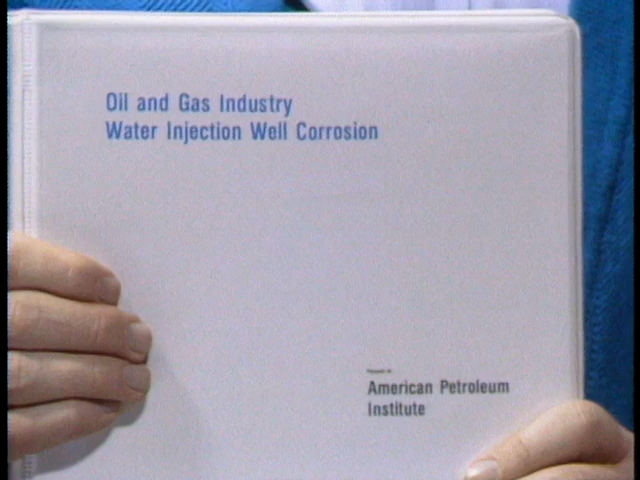 Oil and Gas Industry
Water Injection Well Corrosion
American Petroleum
Institute